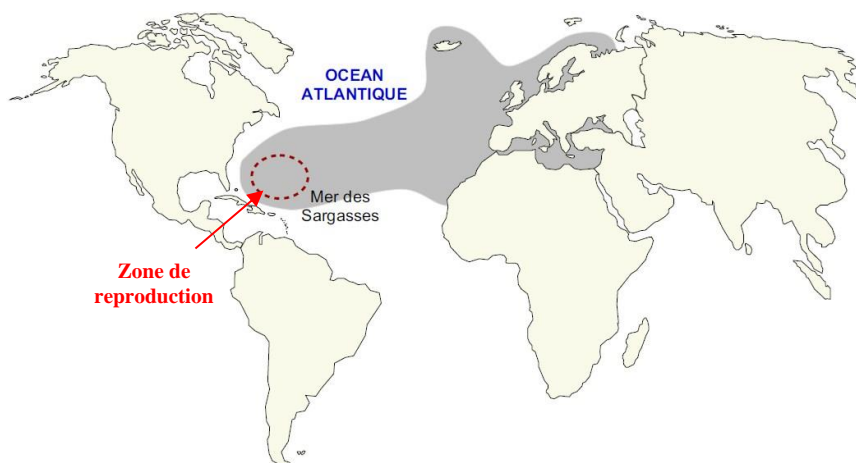 OCEAN
ATLANTIQUE
Mer des
Sargasses
Zone de
reproduction